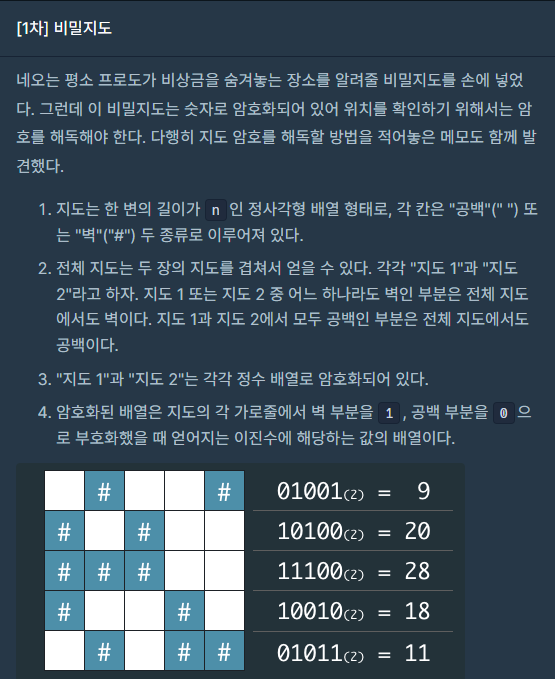 [1차] 비밀지도
네오는 평소 프로도가 비상금을 숨겨놓는 장소를 알려줄 비밀지도를 손에 넣었
다. 그런데 이 비밀지도는 숫자로 암호화되어 있어 위치를 확인하기 위해서는 암
호를 해독해야 한다. 다행히 지도 암호를 해독할 방법을 적어놓은 메모도 함께 발
견했다.
1. 지도는 한 변의 길이가 n 인 정사각형 배열 형태로, 각 칸은 "공백"(" ") 또
는 "벽"("#") 두 종류로 이루어져 있다.
2. 전체 지도는 두 장의 지도를 겹쳐서 얻을 수 있다. 각각 "지도 1"과 "지도
2"라고 하자. 지도 1 또는 지도 2 중 어느 하나라도 벽인 부분은 전체 지도
에서도 벽이다. 지도 1과 지도 2에서 모두 공백인 부분은 전체 지도에서도
공백이다.
3. "지도 1"과 "지도 2"는 각각 정수 배열로 암호화되어 있다.
4. 암호화된 배열은 지도의 각 가로줄에서 벽 부분을 1 , 공백 부분을 0 으
로 부호화했을 때 얻어지는 이진수에 해당하는 값의 배열이다.
# # 01001(2) = 9
# # 10100(2) = 20
# # # 11100(2) = 28
# # 10010(2) = 18
# # # 01011(2) = 11